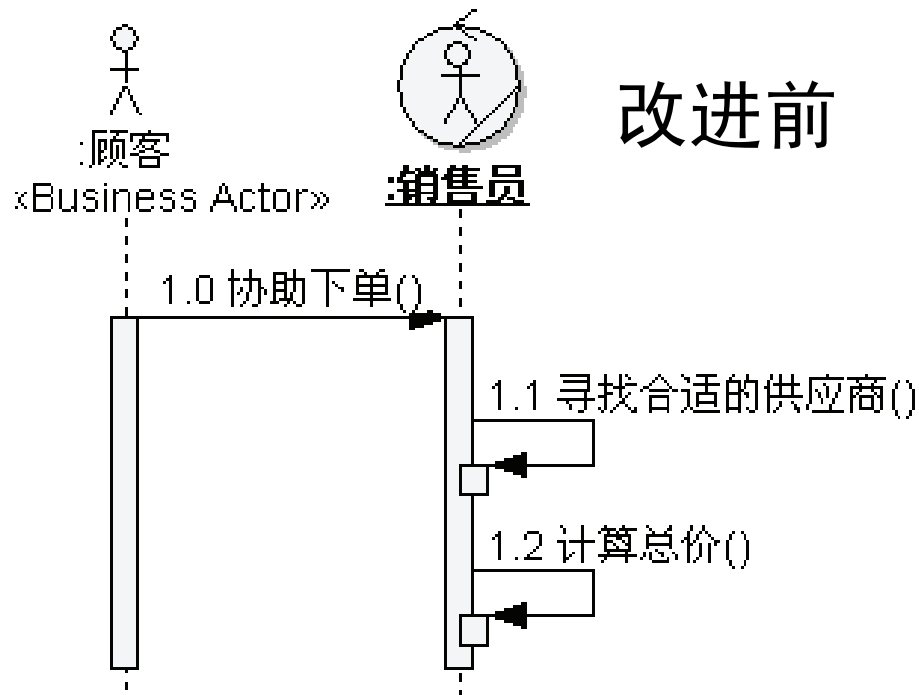 改进前
:顾客
«Business Actor»
:销售员
1.0 协助下单()
1.1 寻找合适的供应商()
1.2 计算总价()